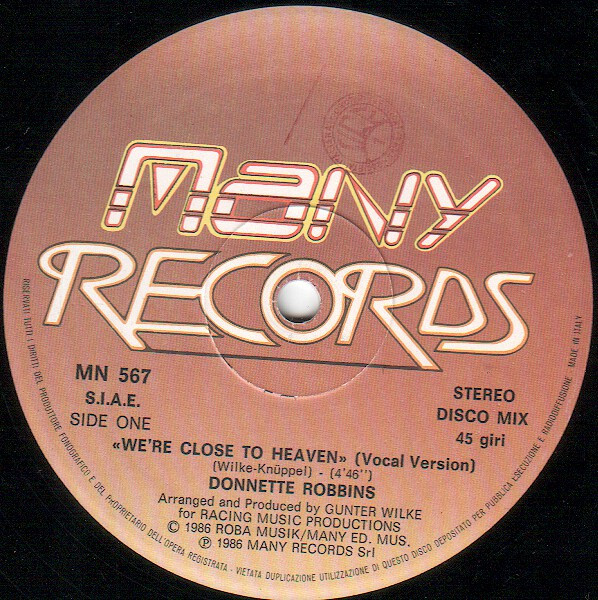 MANY
RECORDS
MN 567
S.I.A.E.
SIDE ONE
STEREO
DISCO MIX
45 giri
«WE'RE CLOSE TO HEAVEN» (Vocal Version)
(Wilke-Knüppel) - (4'46'')
DONNETTE ROBBINS
Arranged and Produced by GUNTER WILKE
for RACING MUSIC PRODUCTIONS
© 1986 ROBA MUSIK/MANY ED. MUS.
℗ 1986 MANY RECORDS Srl
RISERVATI TUTTI I DIRITTI DEL PRODUTTORE FONOGRAFICO E DEL PROPRIETARIO DELL'OPERA REGISTRATA - VIETATA DUPLICAZIONE UTILIZZAZIONE DI QUESTO DISCO DEPOSITATO PER PUBBLICA ESECUZIONE E RADIODIFFUSIONE - MADE IN ITALY